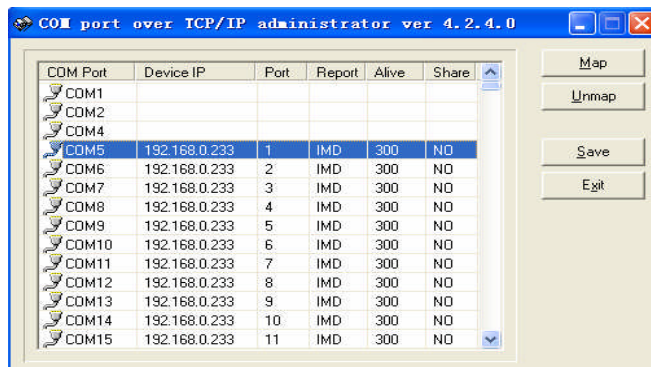 COM port over TCP/IP administrator ver 4.2.4.0
COM Port Device IP Port Report Alive Share
COM1
COM2
COM4
COM5 192.168.0.233 1 IMD 300 NO
COM6 192.168.0.233 2 IMD 300 NO
COM7 192.168.0.233 3 IMD 300 NO
COM8 192.168.0.233 4 IMD 300 NO
COM9 192.168.0.233 5 IMD 300 NO
COM10 192.168.0.233 6 IMD 300 NO
COM11 192.168.0.233 7 IMD 300 NO
COM12 192.168.0.233 8 IMD 300 NO
COM13 192.168.0.233 9 IMD 300 NO
COM14 192.168.0.233 10 IMD 300 NO
COM15 192.168.0.233 11 IMD 300 NO
Map
Unmap
Save
Exit